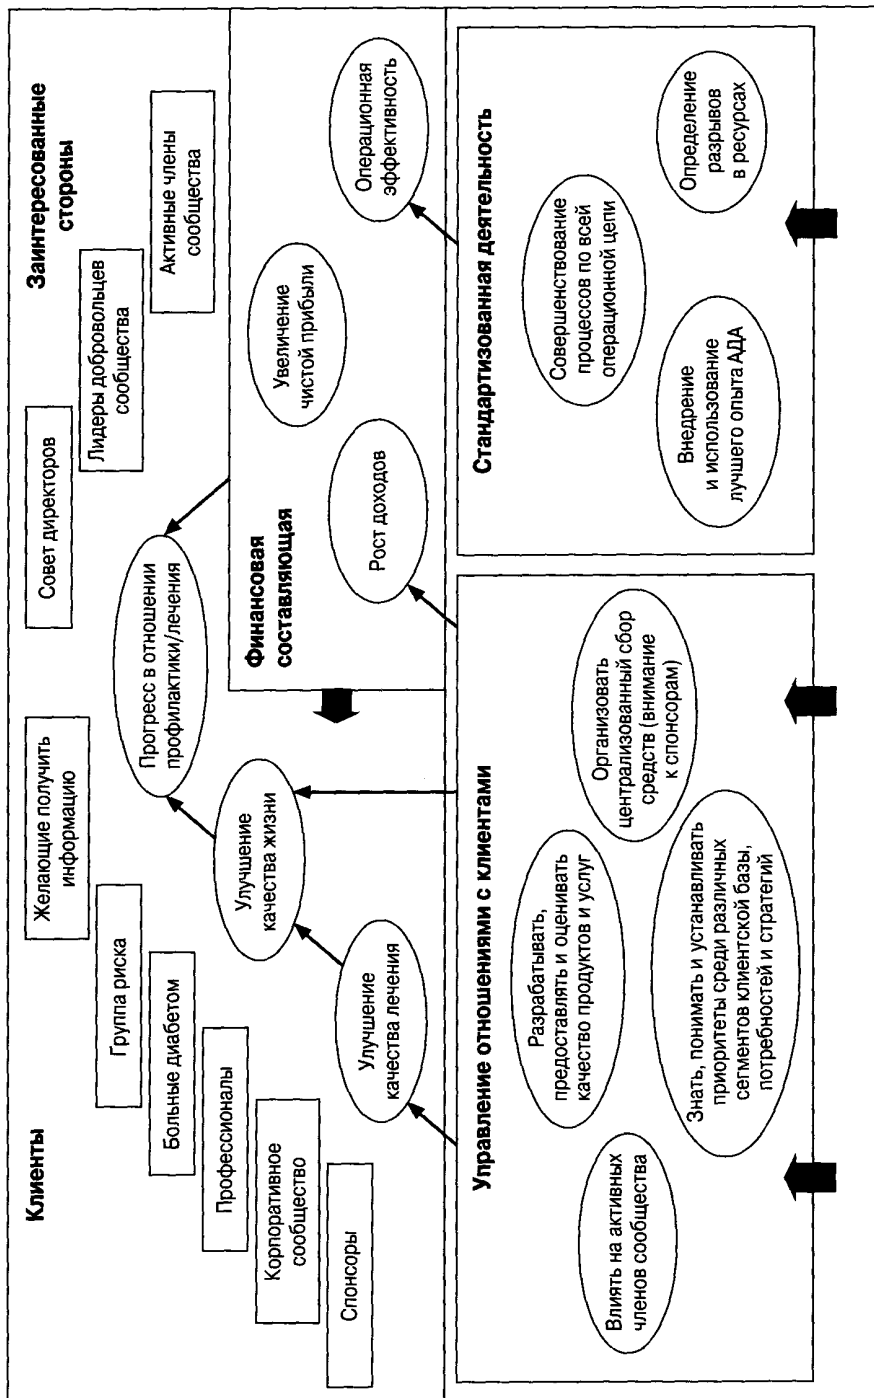 Клиенты
Заинтересованные
стороны
Желающие получить
информацию
Совет директоров
Группа риска
Лидеры добровольцев
сообщества
Больные диабетом
Активные члены
сообщества
Профессионалы
Корпоративное
сообщество
Спонсоры
Прогресс в отношении
профилактики/лечения
Улучшение
качества жизни
Улучшение
качества лечения
Финансовая
составляющая
Увеличение
чистой прибыли
Рост доходов
Операционная
эффективность
Управление отношениями с клиентами
Разрабатывать,
предоставлять и оценивать
качество продуктов и услуг
Организовать
централизованный сбор
средств (внимание
к спонсорам)
Влиять на активных
членов сообщества
Знать, понимать и устанавливать
приоритеты среди различных
сегментов клиентской базы,
потребностей и стратегий
Стандартизованная деятельность
Совершенствование
процессов по всей
операционной цепи
Внедрение
и использование
лучшего опыта АДА
Определение
разрывов
в ресурсах